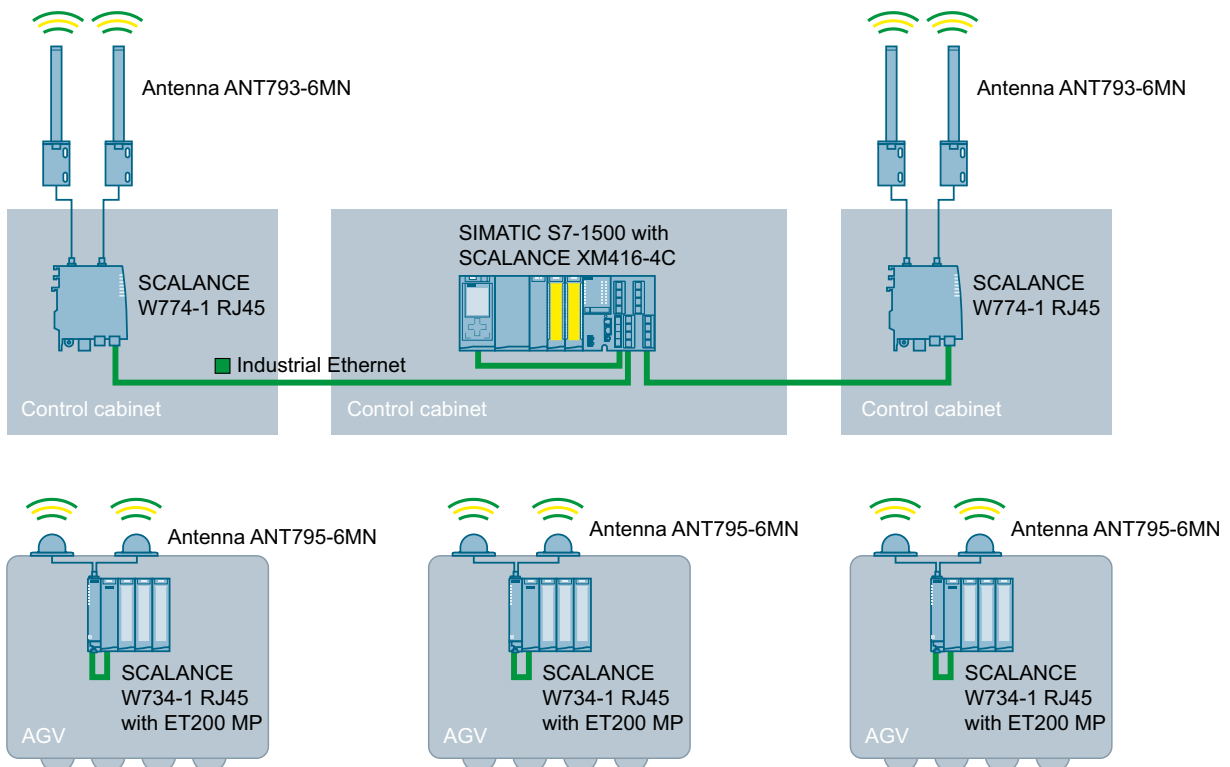 Antenna ANT793-6MN
Antenna ANT793-6MN
SCALANCE
W774-1 RJ45
SIMATIC S7-1500 with
SCALANCE XM416-4C
SCALANCE
W774-1 RJ45
Industrial Ethernet
Control cabinet
Control cabinet
Control cabinet
Antenna ANT795-6MN
Antenna ANT795-6MN
Antenna ANT795-6MN
SCALANCE
W734-1 RJ45
with ET200 MP
AGV
SCALANCE
W734-1 RJ45
with ET200 MP
AGV
SCALANCE
W734-1 RJ45
with ET200 MP
AGV